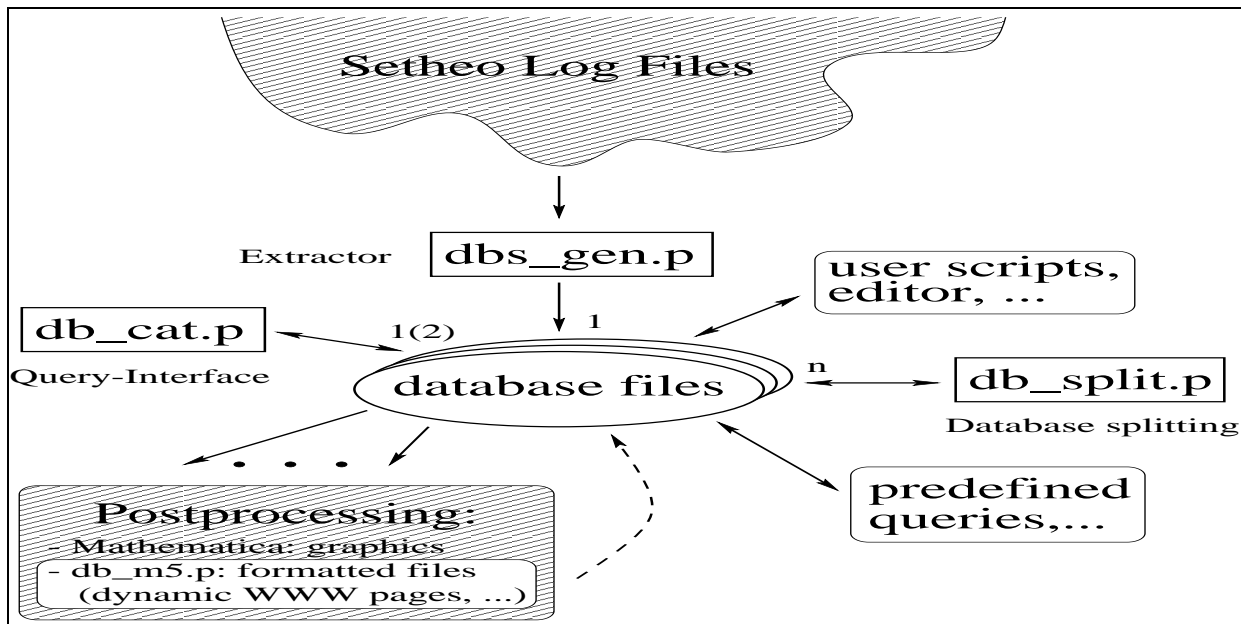 Setheo Log Files
Extractor
dbs_gen.p
user scripts,
editor, ...
db_cat.p
1(2)
1
Query-Interface
database files
n
db_split.p
Database splitting
. . .
Postprocessing:
- Mathematica: graphics
- db_m5.p: formatted files
(dynamic WWW pages, ...)
predefined
queries,...